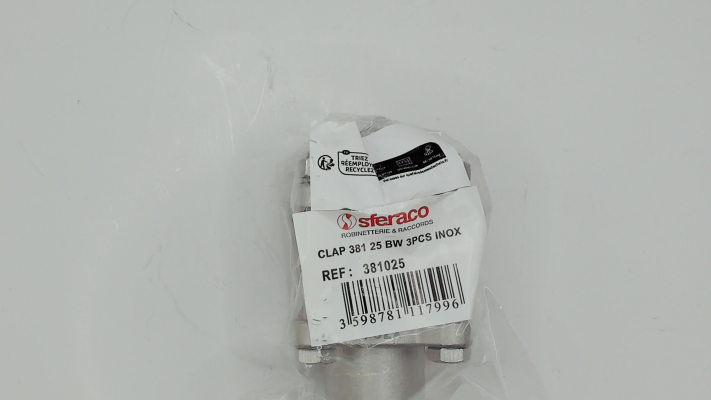 TRIEZ
RÉEMPLOYEZ
RECYCLEZ
sferaco
ROBINETTERIE & RACCORDS
CLAP 381 25 BW 3PCS INOX
REF : 381025
3 598781 117996